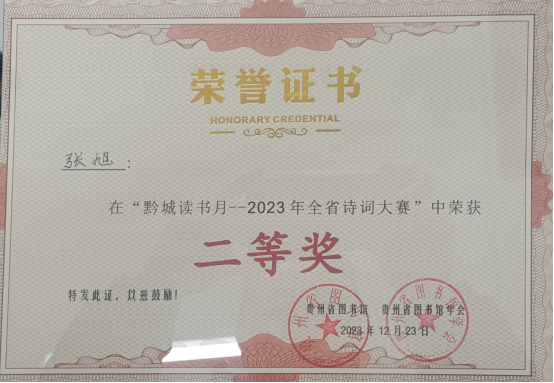 荣誉证书
HONORARY CREDENTIAL
张旭：
在“黔城读书月--2023年全省诗词大赛”中荣获
二等奖
特发此证，以兹鼓励！
贵州省图书馆 贵州省图书馆学会
2023年12月23日